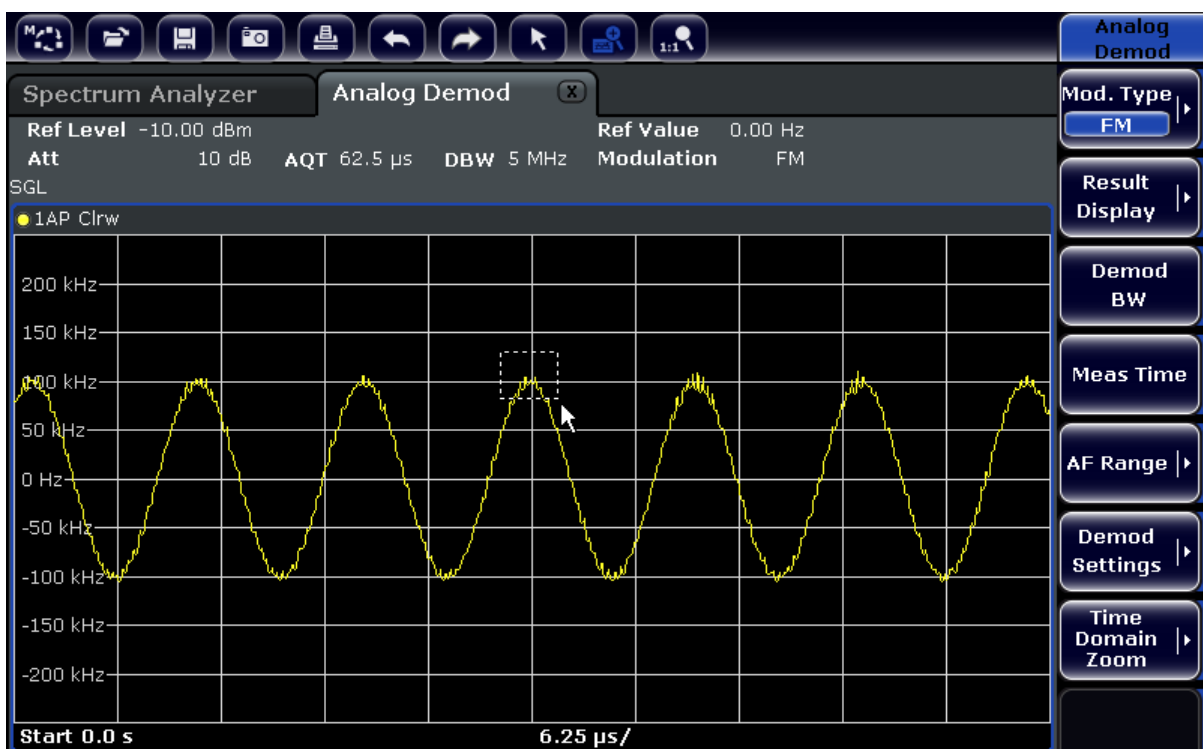 M
1:1
Analog
Demod
Spectrum Analyzer
Analog Demod
X
Ref Level -10.00 dBm
Ref Value 0.00 Hz
Att 10 dB AQT 62.5 µs DBW 5 MHz Modulation FM
SGL
1AP Clrw
200 kHz
150 kHz
100 kHz
50 kHz
0 Hz
-50 kHz
-100 kHz
-150 kHz
-200 kHz
Start 0.0 s
6.25 µs/
Mod. Type
FM
Result
Display
Demod
BW
Meas Time
AF Range
Demod
Settings
Time
Domain
Zoom